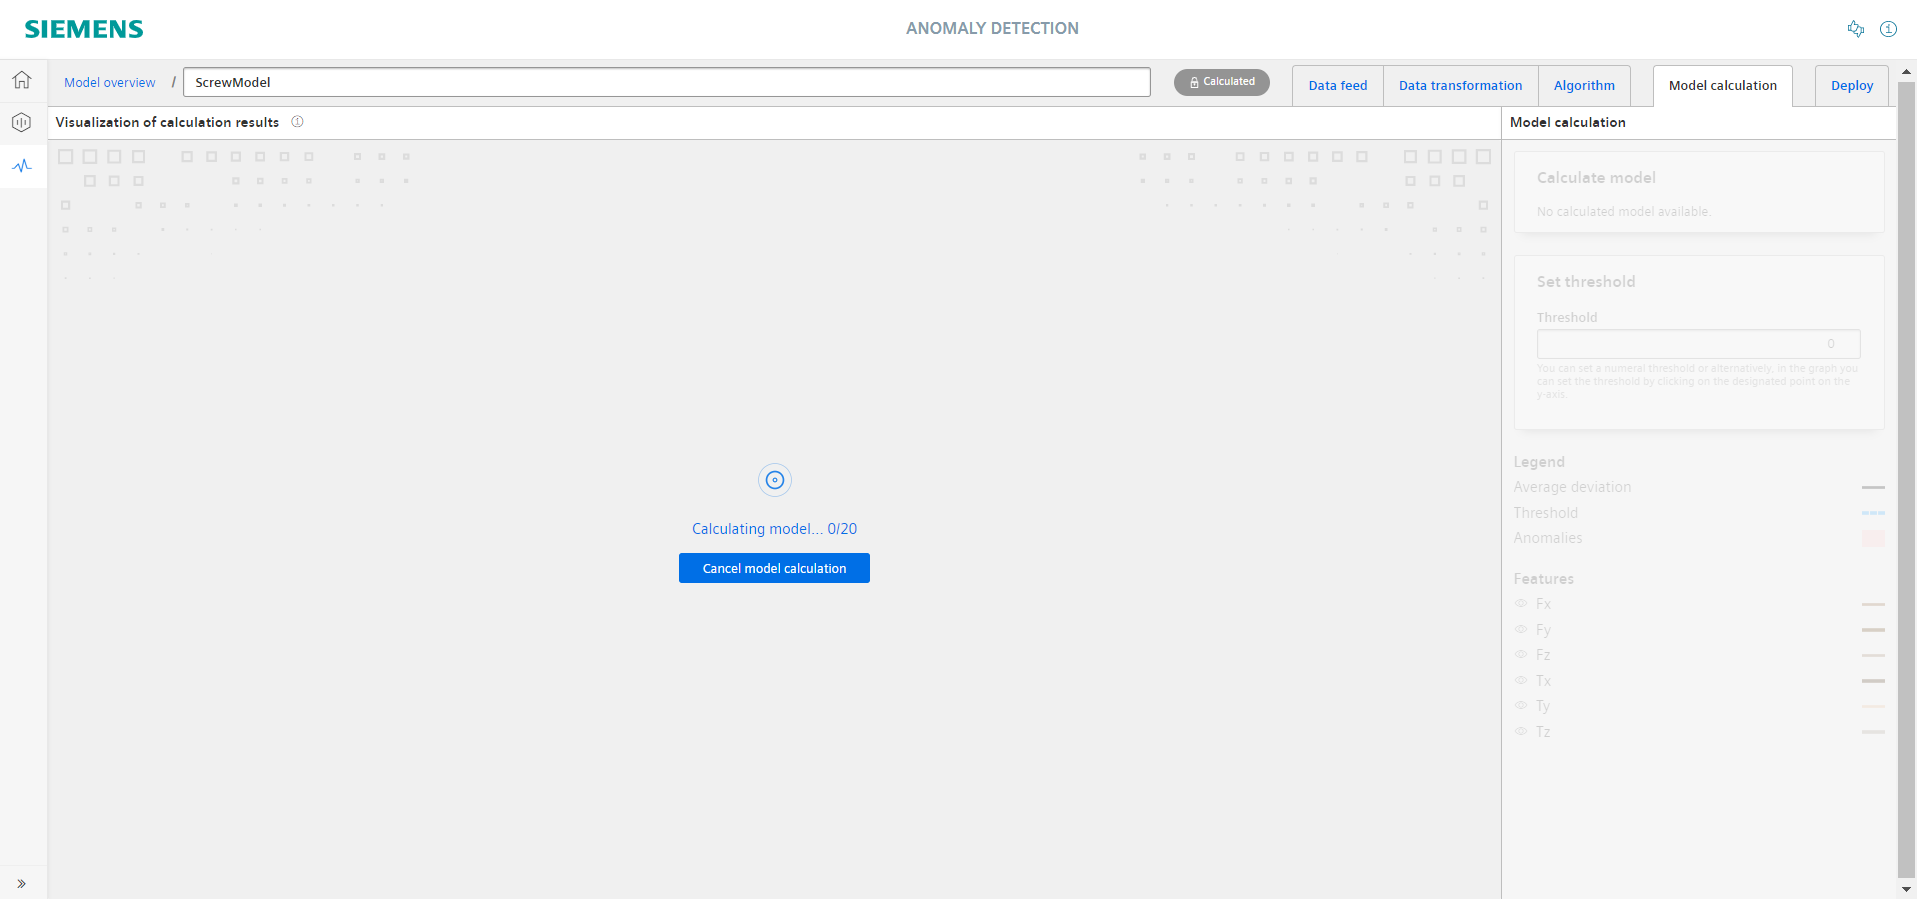 SIEMENS
ANOMALY DETECTION
Model overview / ScrewModel
Calculated
Data feed
Data transformation
Algorithm
Model calculation
Deploy
Visualization of calculation results
Model calculation
Calculate model
No calculated model available.
Set threshold
Threshold
0
You can set a numeral threshold or alternatively, in the graph you
can set the threshold by clicking on the designated point on the
y-axis.
Calculating model... 0/20
Cancel model calculation
Legend
Average deviation
Threshold
Anomalies
Features
Fx
Fy
Fz
Tx
Ty
Tz